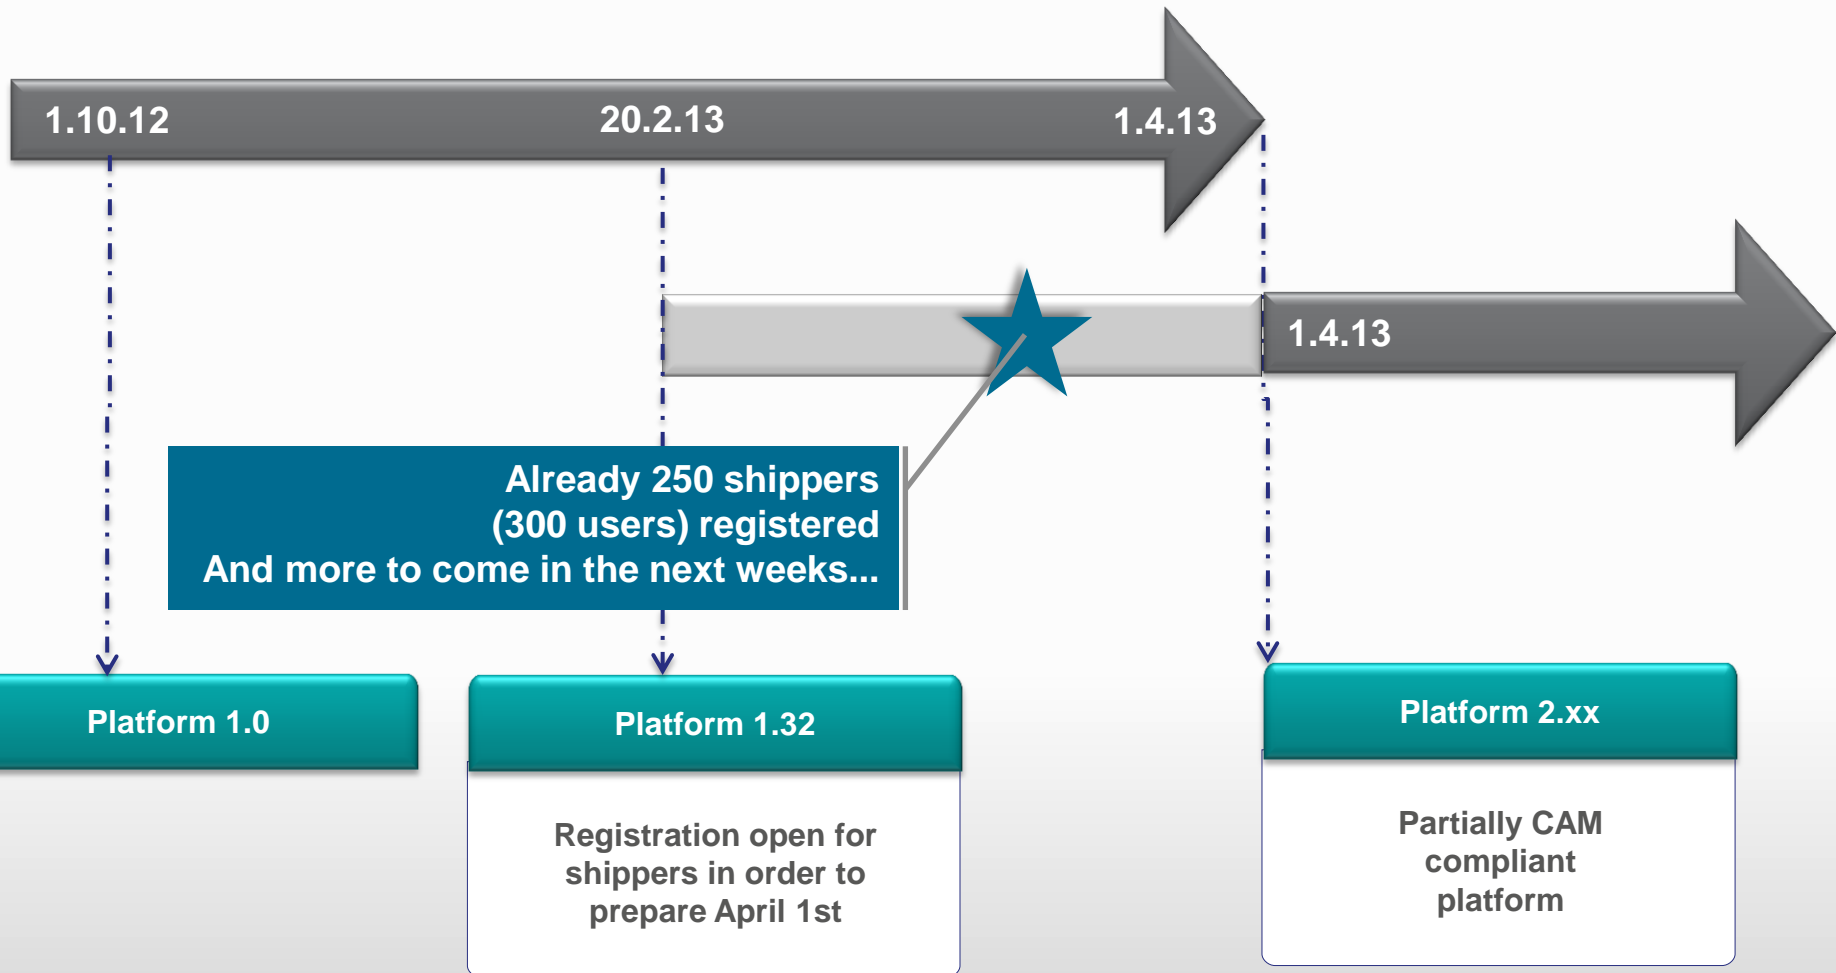 1.10.12
20.2.13
1.4.13
1.4.13
Already 250 shippers
(300 users) registered
And more to come in the next weeks...
Platform 1.0
Platform 1.32
Platform 2.xx
Registration open for
shippers in order to
prepare April 1st
Partially CAM
compliant
platform